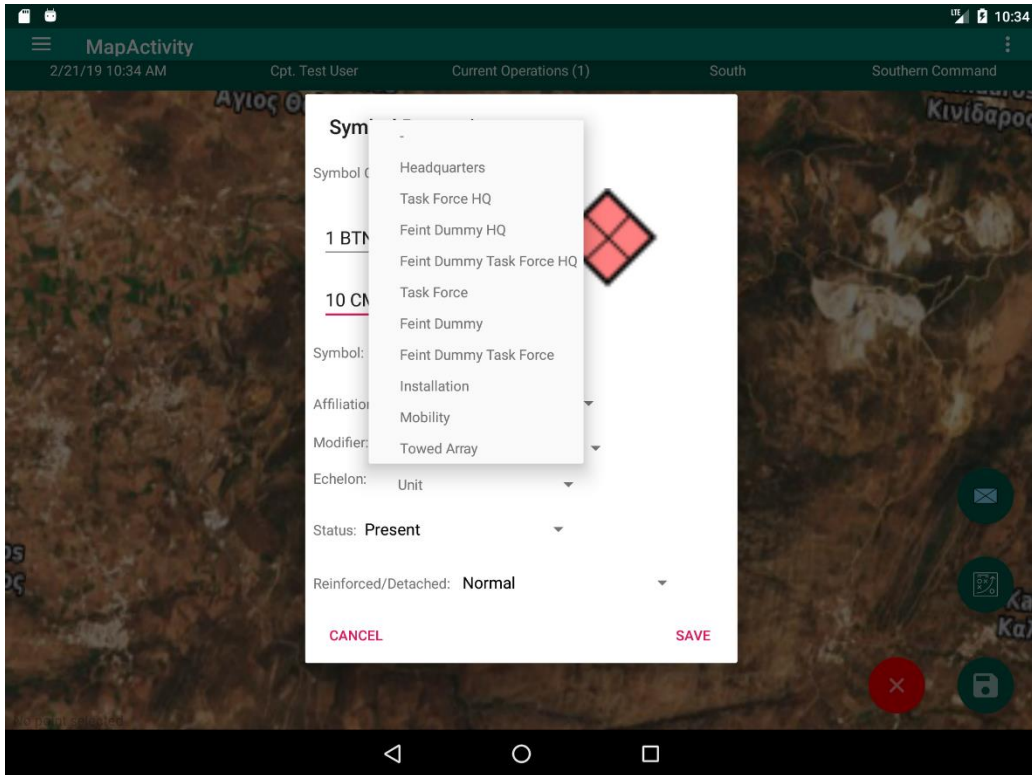 10:34
MapActivity
2/21/19 10:34 AM Cpt. Test User Current Operations (1) South Southern Command
Άγιος
Κινίδαρος
Symbol
- 
Headquarters
Task Force HQ
1 BTN
Feint Dummy HQ
Feint Dummy Task Force HQ
10 CM
Task Force
Feint Dummy
Symbol:
Feint Dummy Task Force
Installation
Affiliation
Mobility
Modifier:
Towed Array
Echelon: Unit
Status: Present
Reinforced/Detached: Normal
CANCEL SAVE